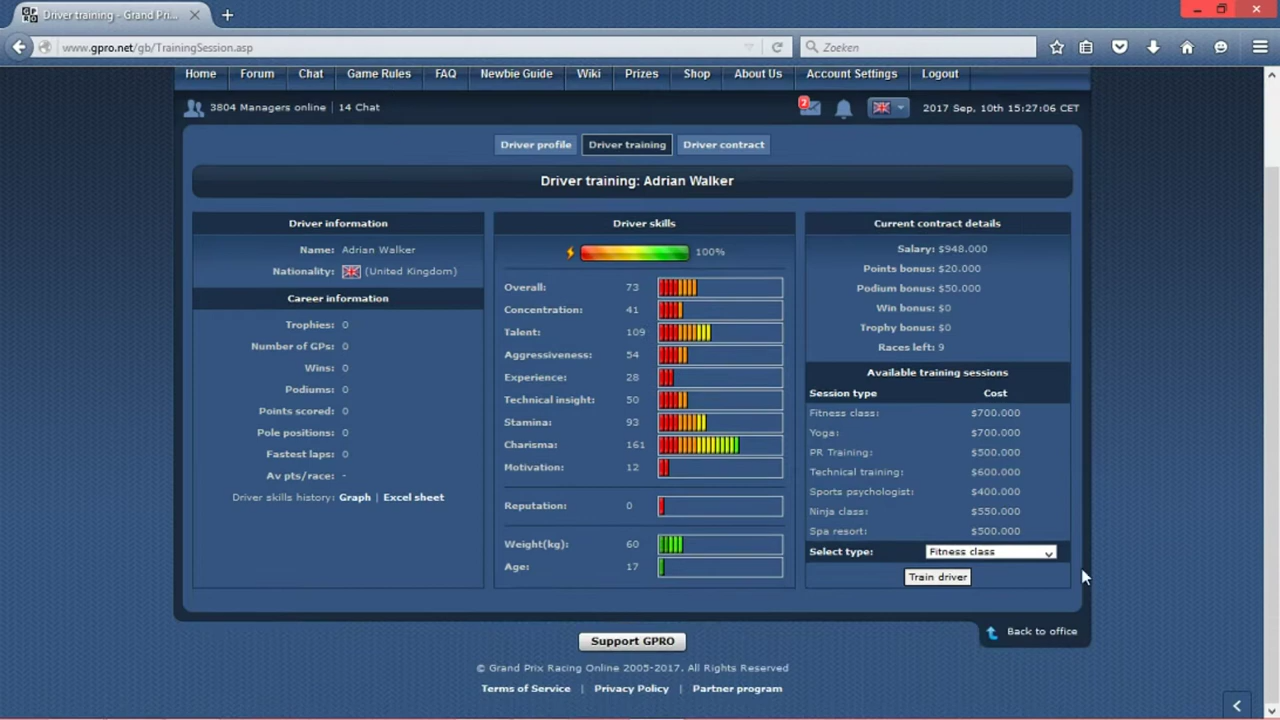 Driver training - Grand Pri...
www.gpro.net/gb/TrainingSession.asp
Zoeken
Home Forum Chat Game Rules FAQ Newbie Guide Wiki Prizes Shop About Us Account Settings Logout
3804 Managers online | 14 Chat
2
2017 Sep, 10th 15:27:06 CET
Driver profile Driver training Driver contract
Driver training: Adrian Walker
Driver information
Name: Adrian Walker
Nationality: (United Kingdom)
Career information
Trophies: 0
Number of GPs: 0
Wins: 0
Podiums: 0
Points scored: 0
Pole positions: 0
Fastest laps: 0
Av pts/race: -
Driver skills history: Graph | Excel sheet
Driver skills
100%
Overall: 73
Concentration: 41
Talent: 109
Aggressiveness: 54
Experience: 28
Technical insight: 50
Stamina: 93
Charisma: 161
Motivation: 12
Reputation: 0
Weight(kg): 60
Age: 17
Current contract details
Salary: $948.000
Points bonus: $20.000
Podium bonus: $50.000
Win bonus: $0
Trophy bonus: $0
Races left: 9
Available training sessions
Session type Cost
Fitness class: $700.000
Yoga: $700.000
PR Training: $500.000
Technical training: $600.000
Sports psychologist: $400.000
Ninja class: $550.000
Spa resort: $500.000
Select type: Fitness class
Train driver
Back to office
Support GPRO
© Grand Prix Racing Online 2005-2017. All Rights Reserved
Terms of Service | Privacy Policy | Partner program